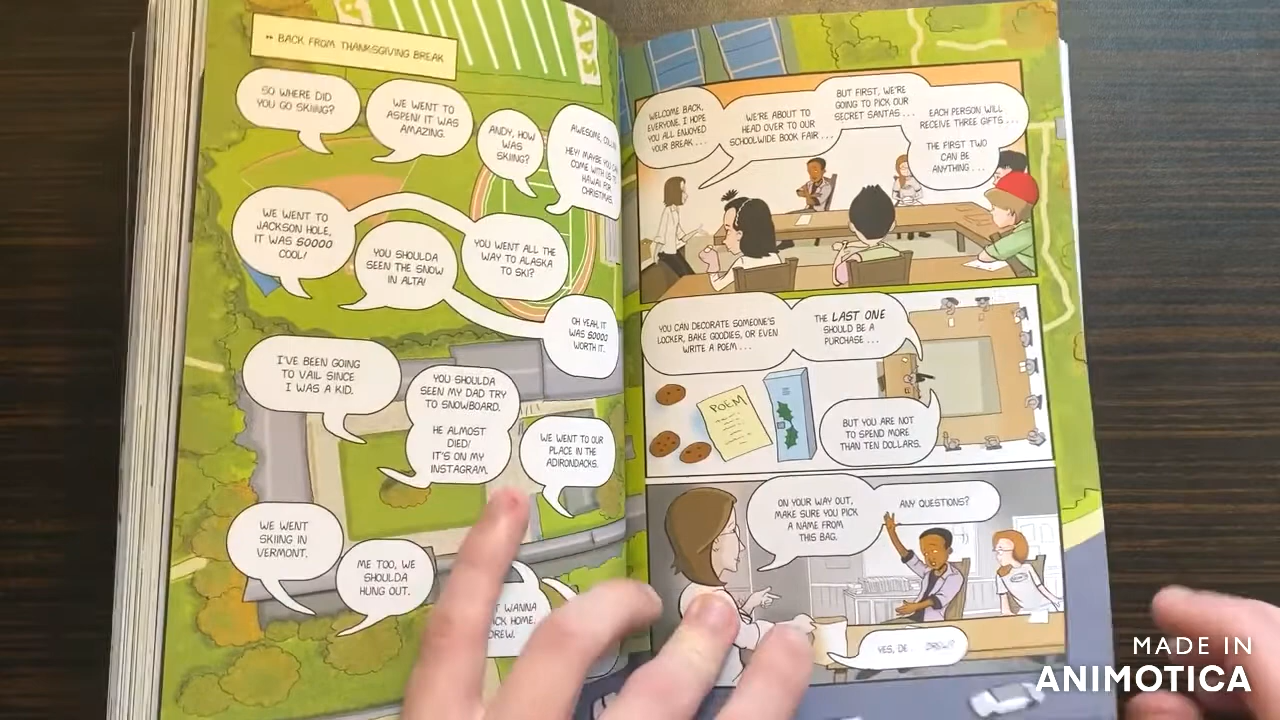 APS
•• BACK FROM THANKSGIVING BREAK
SO WHERE DID
YOU GO SKIING?
WE WENT TO
ASPEN! IT WAS
AMAZING.
ANDY, HOW
WAS
SKIING?
AWESOME, COLLIN
HEY! MAYBE YOU CAN
COME WITH US TO
HAWAII FOR
CHRISTMAS.
WE WENT TO
JACKSON HOLE,
IT WAS SOOOO
COOL!
YOU SHOULDA
SEEN THE SNOW
IN ALTA!
YOU WENT ALL THE
WAY TO ALASKA
TO SKI?
OH YEAH, IT
WAS SOOOO
WORTH IT.
I'VE BEEN GOING
TO VAIL SINCE
I WAS A KID.
YOU SHOULDA
SEEN MY DAD TRY
TO SNOWBOARD.
HE ALMOST
DIED!
IT'S ON MY
INSTAGRAM.
WE WENT TO OUR
PLACE IN THE
ADIRONDACKS.
WE WENT
SKIING IN
VERMONT.
ME TOO, WE
SHOULDA
HUNG OUT.
WANNA
HOME.
DREW.
WELCOME BACK,
EVERYONE. I HOPE
YOU ALL ENJOYED
YOUR BREAK . . .
WE'RE ABOUT TO
HEAD OVER TO OUR
SCHOOLWIDE BOOK FAIR . . .
BUT FIRST, WE'RE
GOING TO PICK OUR
SECRET SANTAS . . .
EACH PERSON WILL
RECEIVE THREE GIFTS . . .
THE FIRST TWO
CAN BE
ANYTHING . . .
YOU CAN DECORATE SOMEONE'S
LOCKER, BAKE GOODIES, OR EVEN
WRITE A POEM . . .
THE LAST ONE
SHOULD BE A
PURCHASE . . .
POEM
BUT YOU ARE NOT
TO SPEND MORE
THAN TEN DOLLARS.
ON YOUR WAY OUT,
MAKE SURE YOU PICK
A NAME FROM
THIS BAG.
ANY QUESTIONS?
YES, DE . . . DREW?
MADE IN
ANIMOTICA